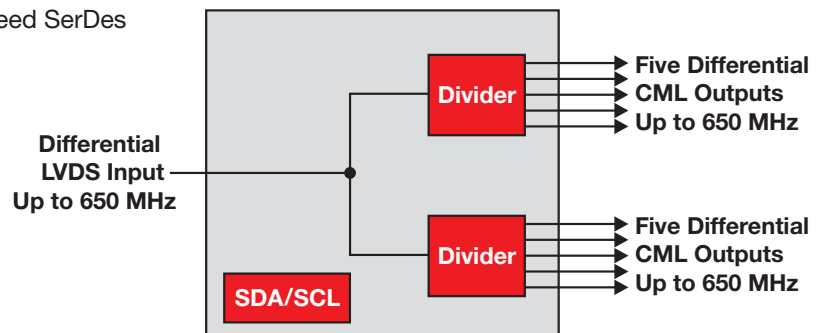 SerDes
Divider
Five Differential
CML Outputs
Up to 650 MHz
Differential
LVDS Input
Up to 650 MHz
Divider
Five Differential
CML Outputs
Up to 650 MHz
SDA/SCL